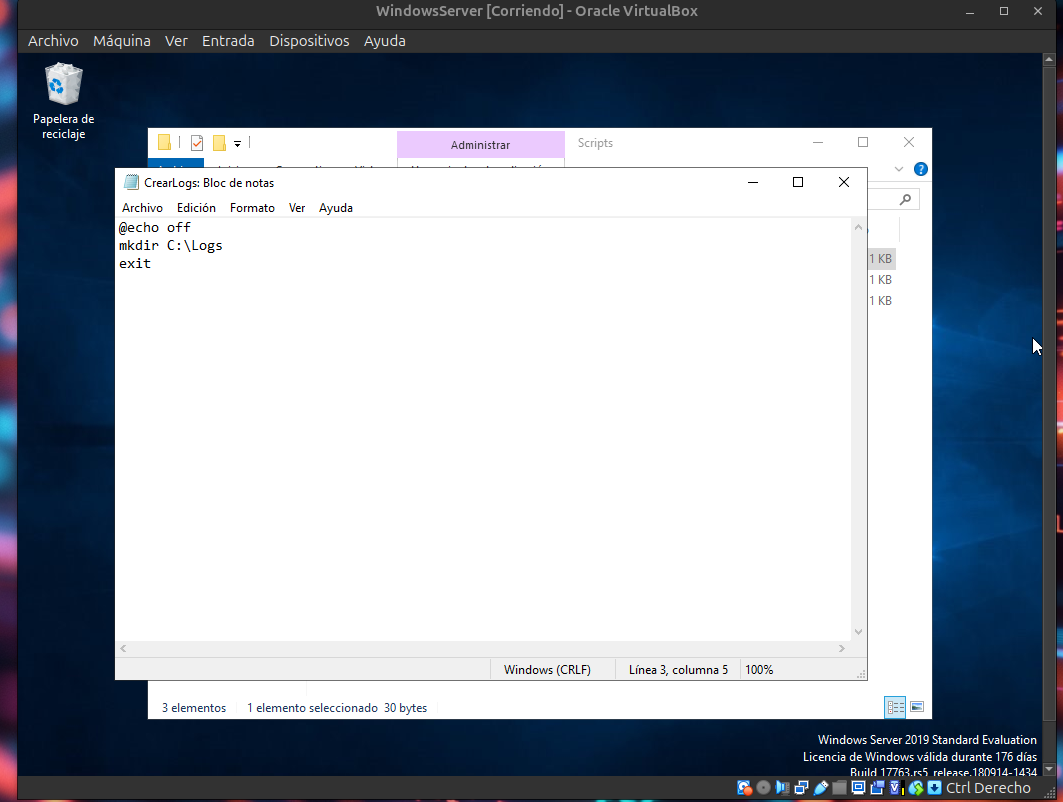 WindowsServer [Corriendo] - Oracle VirtualBox
Archivo Máquina Ver Entrada Dispositivos Ayuda
Papelera de
reciclaje
Administrar
Scripts
CrearLogs: Bloc de notas
Archivo Edición Formato Ver Ayuda
@echo off
mkdir C:\Logs
exit
1 KB
1 KB
1 KB
Windows (CRLF) Línea 3, columna 5 100%
3 elementos 1 elemento seleccionado 30 bytes
Windows Server 2019 Standard Evaluation
Licencia de Windows válida durante 176 días
Build 17763.rs5_release.180914-1434
Ctrl Derecho